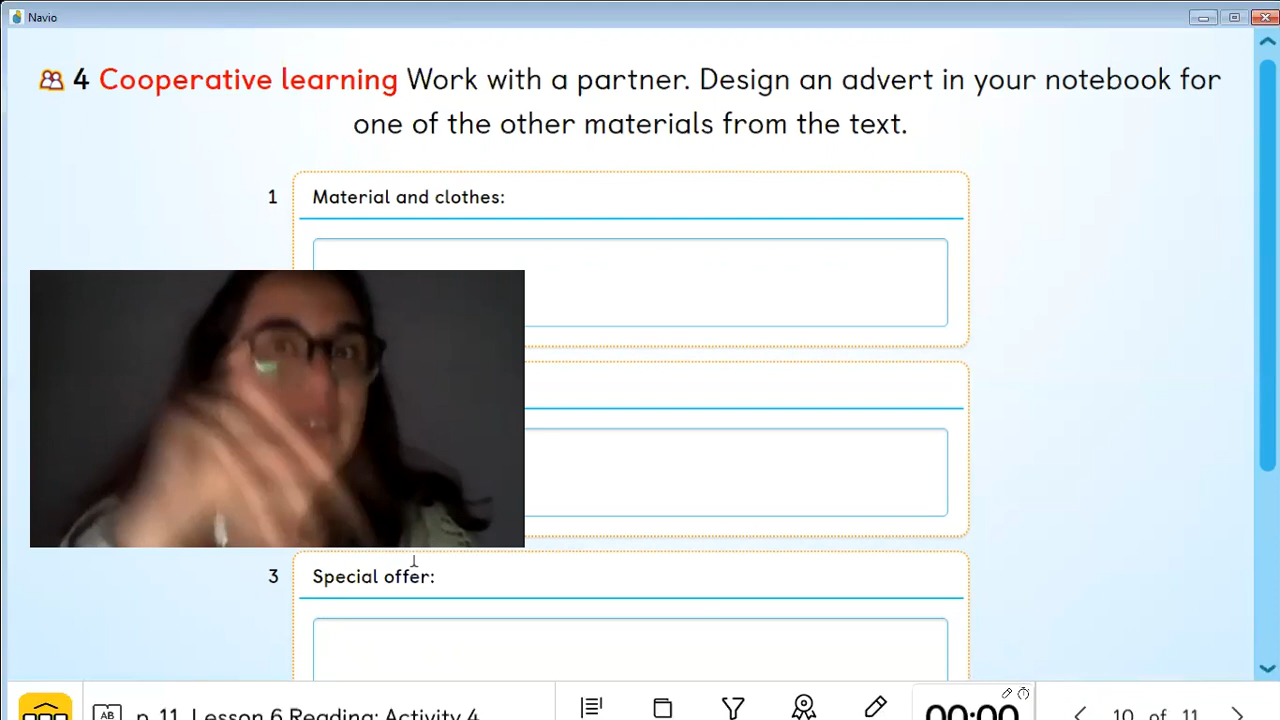 Navio
4 Cooperative learning Work with a partner. Design an advert in your notebook for
one of the other materials from the text.
1 Material and clothes:
3 Special offer:
AB p. 11. Lesson 6 Reading: Activity 4
00:00
10 of 11